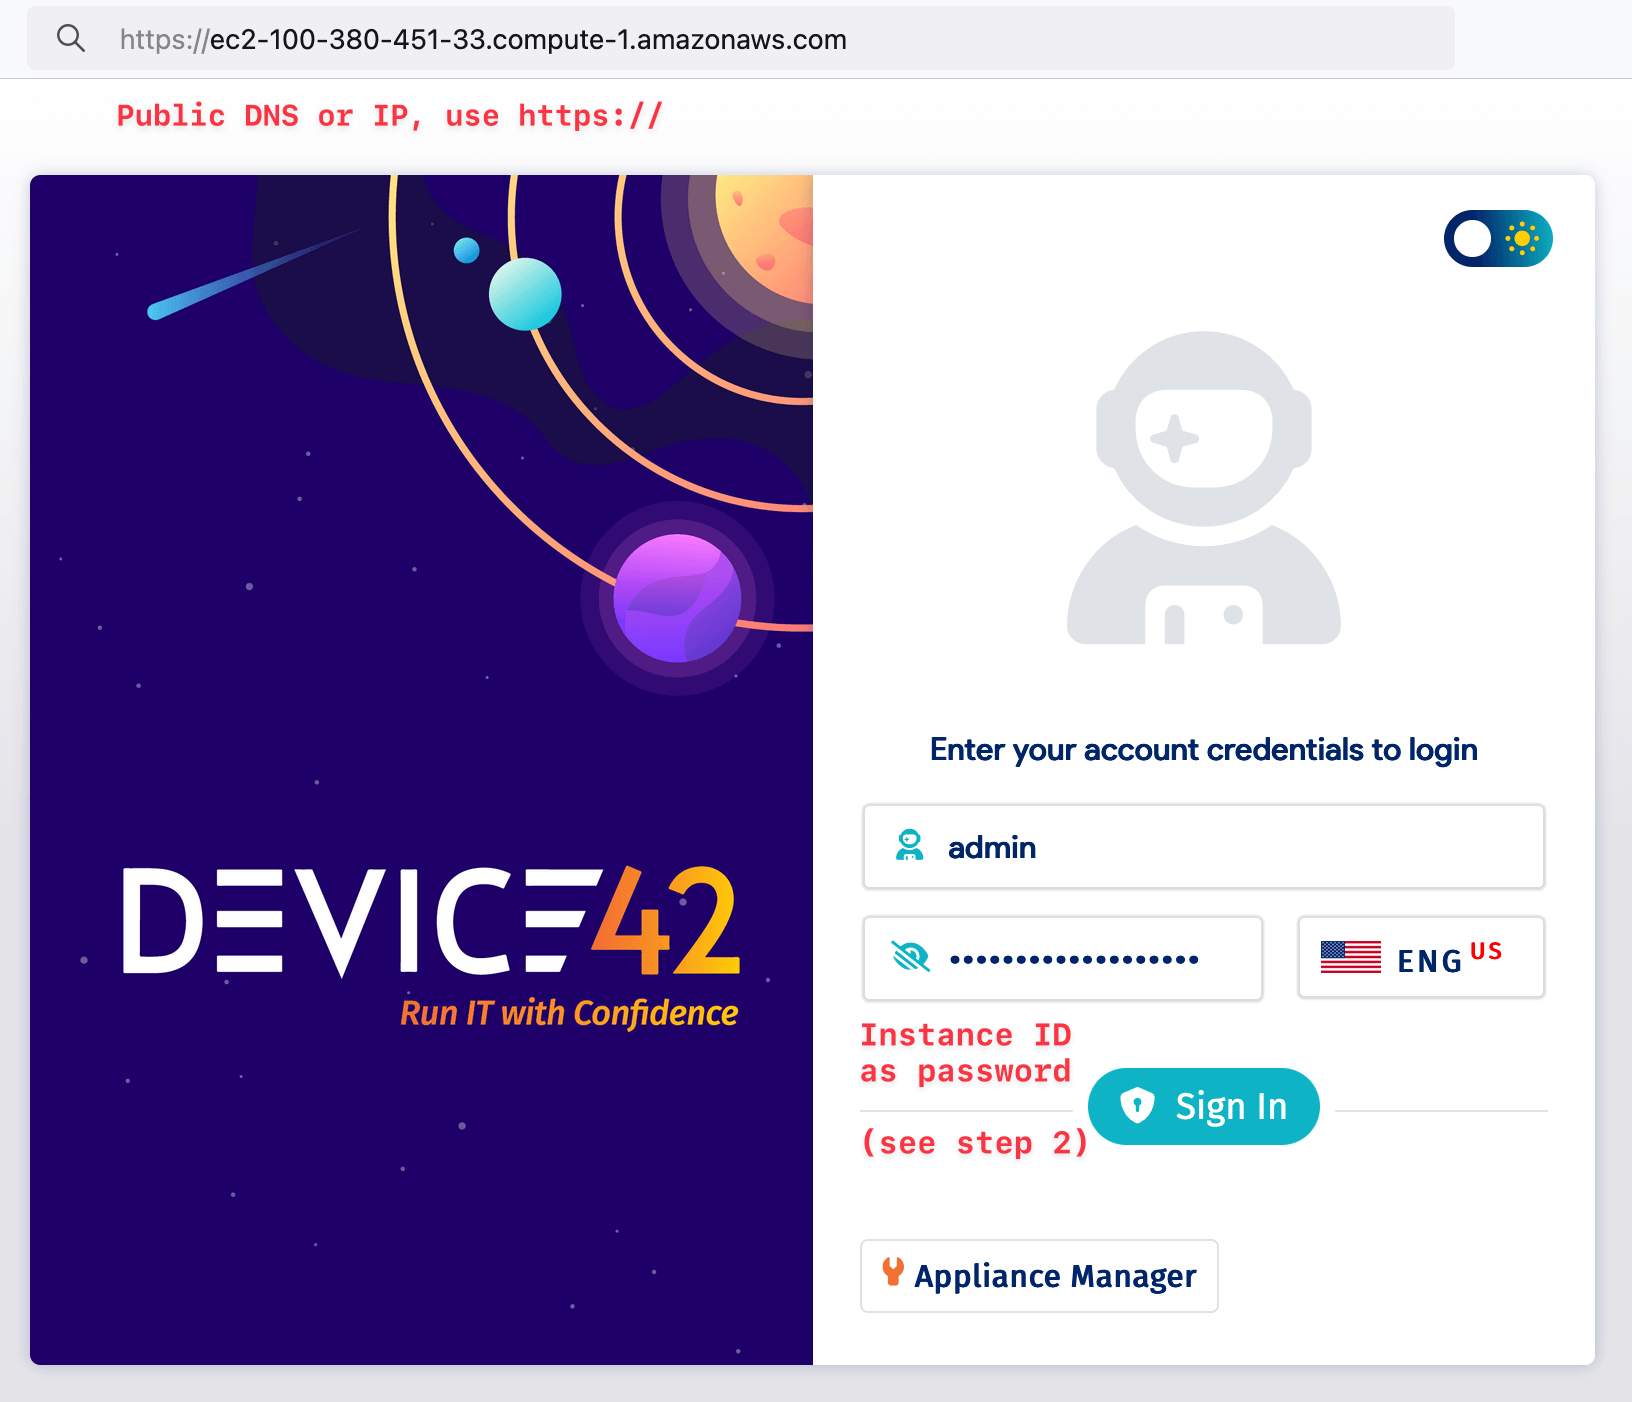 https://ec2-100-380-451-33.compute-1.amazonaws.com
Public DNS or IP, use https://
DEVICE42
Run IT with Confidence
Enter your account credentials to login
admin
•••••••••••••••••••
ENG US
Instance ID
as password
Sign In
(see step 2)
Appliance Manager